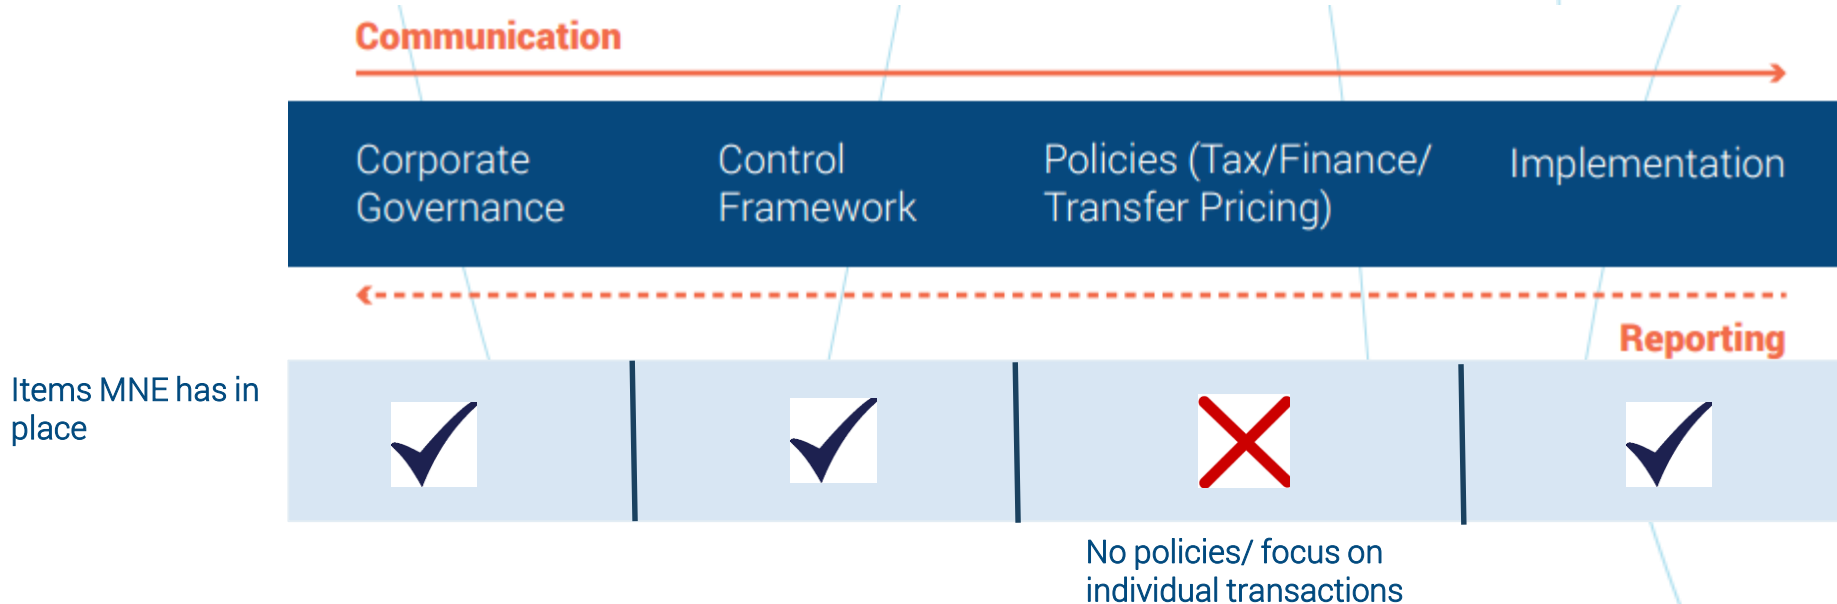 Communication
Corporate
Governance
Control
Framework
Policies (Tax/Finance/
Transfer Pricing)
Implementation
Reporting
Items MNE has in
place
No policies/ focus on
individual transactions